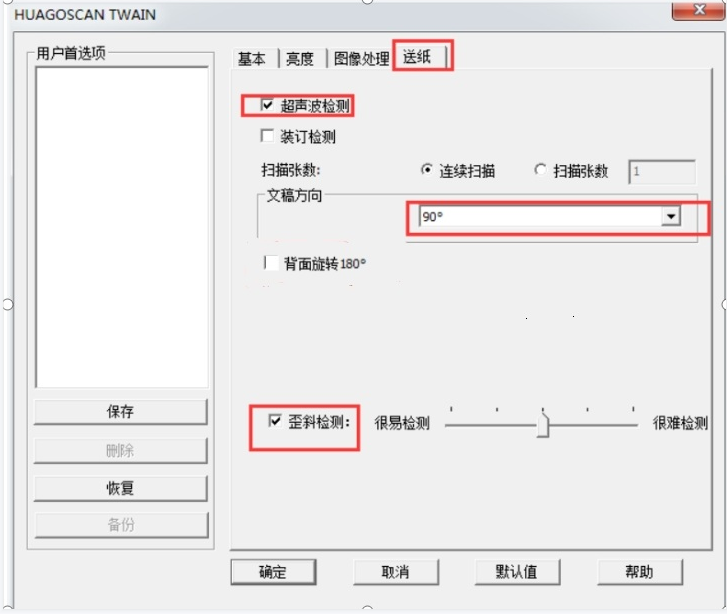 HUAGOSCAN TWAIN
用户首选项
保存
删除
恢复
备份
基本 亮度 图像处理 送纸
超声波检测
装订检测
扫描张数: 连续扫描 扫描张数 1
文稿方向
90°
背面旋转180°
歪斜检测: 很易检测 很难检测
确定 取消 默认值 帮助